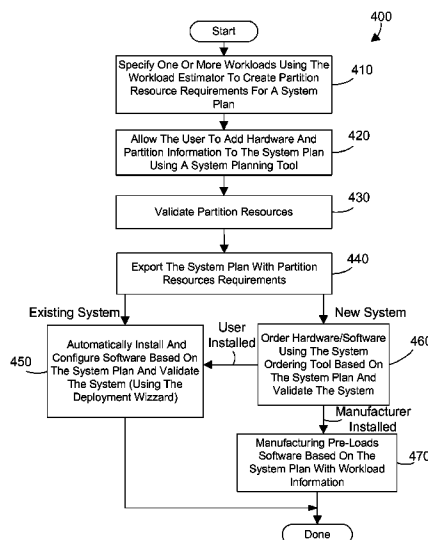 400
Start
Specify One Or More Workloads Using The
Workload Estimator To Create Partition
Resource Requirements For A System
Plan
410
Allow The User To Add Hardware And
Partition Information To The System Plan
Using A System Planning Tool
420
Validate Partition Resources
430
Export The System Plan With Partition
Resources Requirements
440
Existing System
New System
Automatically Install And
Configure Software Based On
The System Plan And Validate
The System (Using The
Deployment Wizzard)
450
User
Installed
Order Hardware/Software
Using The System
Ordering Tool Based On
The System Plan And
Validate The System
460
Manufacturer
Installed
Manufacturing Pre-Loads
Software Based On The
System Plan With Workload
Information
470
Done